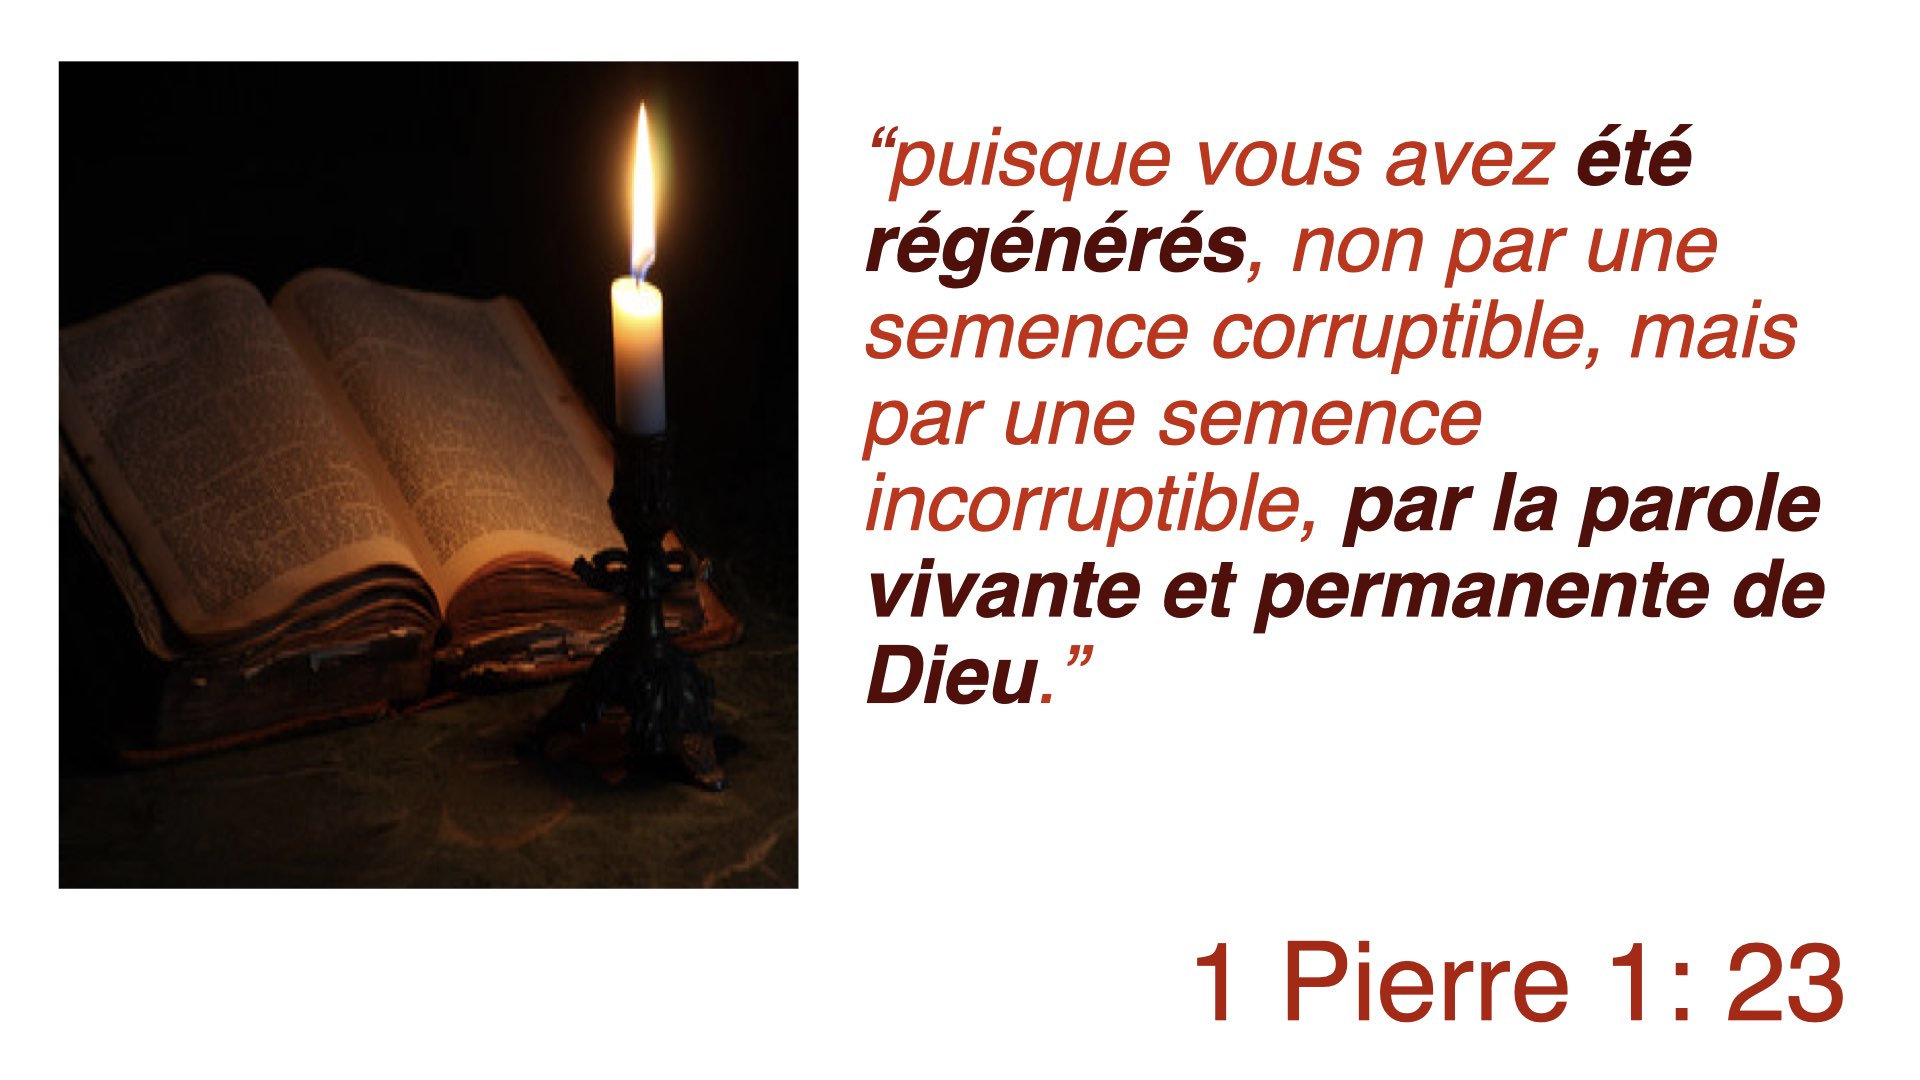 “puisque vous avez été
régénérés, non par une
semence corruptible, mais
par une semence
incorruptible, par la parole
vivante et permanente de
Dieu.”
1 Pierre 1: 23